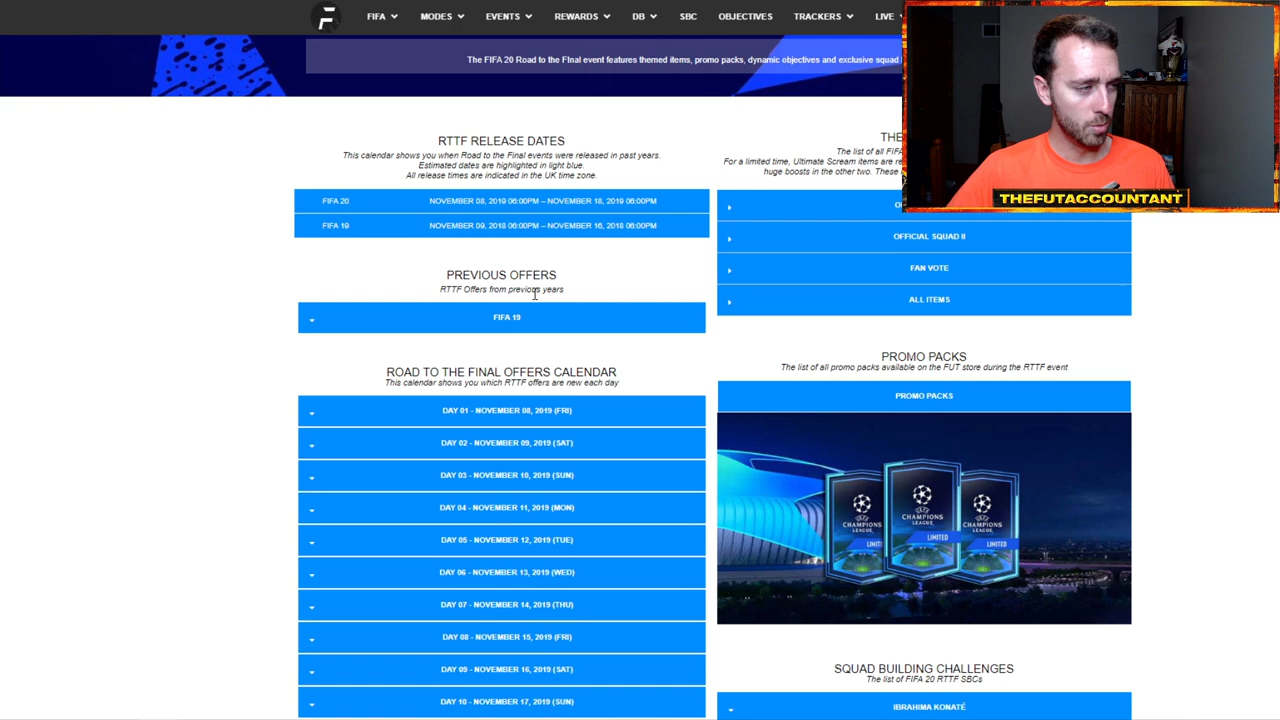 FIFA MODES EVENTS REWARDS DB SBC OBJECTIVES TRACKERS LIVE
The FIFA 20 Road to the FInal event features themed items, promo packs, dynamic objectives and exclusive squad
THEFUTACCOUNTANT
RTTF RELEASE DATES
This calendar shows you when Road to the Final events were released in past years.
Estimated dates are highlighted in light blue.
All release times are indicated in the UK time zone.
FIFA 20 NOVEMBER 08, 2019 06:00PM – NOVEMBER 18, 2019 06:00PM
FIFA 19 NOVEMBER 09, 2018 06:00PM – NOVEMBER 16, 2018 06:00PM
PREVIOUS OFFERS
RTTF Offers from previous years
FIFA 19
ROAD TO THE FINAL OFFERS CALENDAR
This calendar shows you which RTTF offers are new each day
DAY 01 - NOVEMBER 08, 2019 (FRI)
DAY 02 - NOVEMBER 09, 2019 (SAT)
DAY 03 - NOVEMBER 10, 2019 (SUN)
DAY 04 - NOVEMBER 11, 2019 (MON)
DAY 05 - NOVEMBER 12, 2019 (TUE)
DAY 06 - NOVEMBER 13, 2019 (WED)
DAY 07 - NOVEMBER 14, 2019 (THU)
DAY 08 - NOVEMBER 15, 2019 (FRI)
DAY 09 - NOVEMBER 16, 2019 (SAT)
DAY 10 - NOVEMBER 17, 2019 (SUN)
THE
The list of all FIFA
For a limited time, Ultimate Scream items are re
huge boosts in the other two. These
OFFICIAL SQUAD II
FAN VOTE
ALL ITEMS
PROMO PACKS
The list of all promo packs available on the FUT store during the RTTF event
PROMO PACKS
CHAMPIONS LEAGUE
CHAMPIONS LEAGUE
CHAMPIONS LEAGUE
LIMITED
LIMITED
SQUAD BUILDING CHALLENGES
The list of FIFA 20 RTTF SBCs
IBRAHIMA KONATÉ